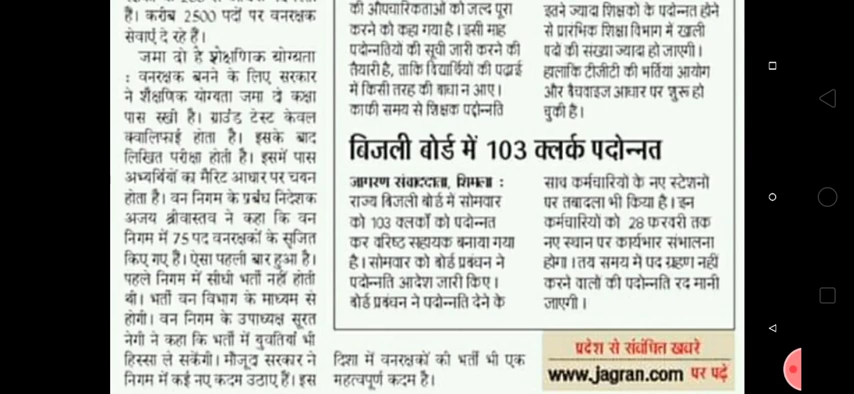 हैं। करीब 2500 पदों पर वनरक्षक
सेवाएं दे रहे हैं।
जमा दो है शैक्षणिक योग्यता
: वनरक्षक बनने के लिए सरकार
ने शैक्षणिक योग्यता जमा दो कक्षा
पास रखी है। ग्राउंड टेस्ट केवल
क्वालिफाई होता है। इसके बाद
लिखित परीक्षा होती है। इसमें पास
अभ्यर्थियों का मैरिट आधार पर चयन
होता है। वन निगम के प्रबंध निदेशक
अजय श्रीवास्तव ने कहा कि वन
निगम में 75 पद वनरक्षकों के सृजित
किए गए हैं। ऐसा पहली बार हुआ है।
पहले निगम में सीधी भर्ती नहीं होती
थी। भर्ती वन विभाग के माध्यम से
होगी। वन निगम के उपाध्यक्ष सूरत
नेगी ने कहा कि भर्ती में युवतियां भी
हिस्सा ले सकेंगी। मौजूद सरकार ने
निगम में कई नए कदम उठाए हैं। इस
दिशा में वनरक्षकों की भर्ती भी एक
महत्वपूर्ण कदम है।
की औपचारिकताओं को जल्द पूरा
करने को कहा गया है। इसी माह
पदोन्नतियों की सूची जारी करने की
तैयारी है, ताकि विद्यार्थियों की पढ़ाई
में किसी तरह की बाधा न आए।
काफी समय से शिक्षक पदोन्नति
इतने ज्यादा शिक्षकों के पदोन्नत होने
से प्रारंभिक शिक्षा विभाग में खाली
पदों की संख्या ज्यादा हो जाएगी।
हालांकि टीजीटी की भर्तियां आयोग
और बैचवाइज आधार पर शुरू हो
चुकी है।
बिजली बोर्ड में 103 क्लर्क पदोन्नत
जागरण संवाददाता, शिमला :
राज्य बिजली बोर्ड में सोमवार
को 103 क्लर्कों को पदोन्नत
कर वरिष्ठ सहायक बनाया गया
है। सोमवार को बोर्ड प्रबंधन ने
पदोन्नति आदेश जारी किए।
बोर्ड प्रबंधन ने पदोन्नति देने के
साथ कर्मचारियों के नए स्टेशनों
पर तबादला भी किया है। इन
कर्मचारियों को 28 फरवरी तक
नए स्थान पर कार्यभार संभालना
होगा। तय समय में पद ग्रहण नहीं
करने वालों की पदोन्नति रद मानी
जाएगी।
प्रदेश से संबंधित खबरें
www.jagran.com पर पढ़ें